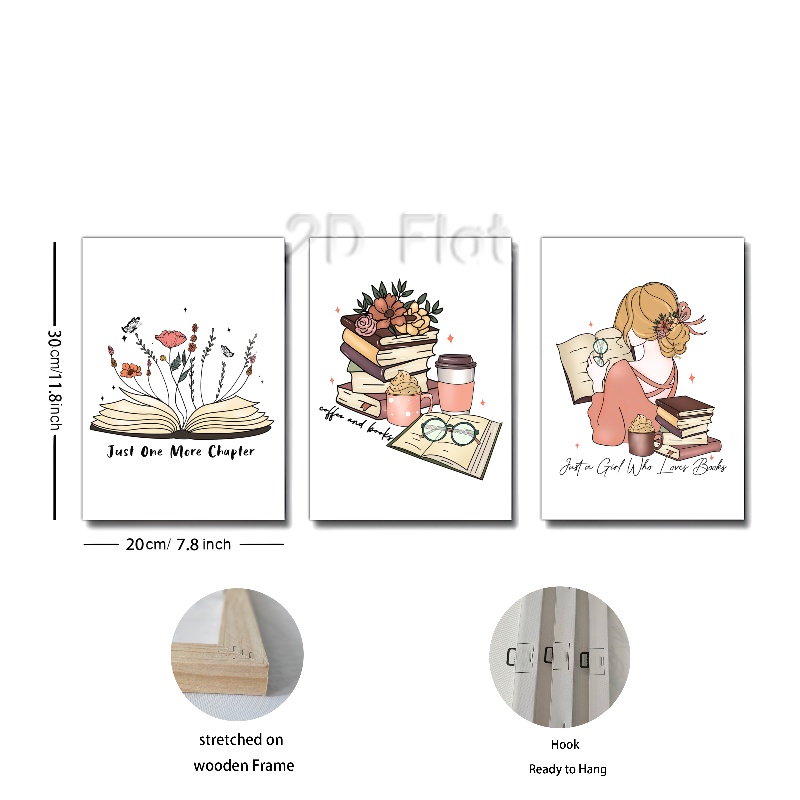 2D Flat
30cm/11.8inch
Just One More Chapter
coffee and books
Just a Girl Who Loves Books
20cm/ 7.8 inch
stretched on
wooden Frame
Hook
Ready to Hang